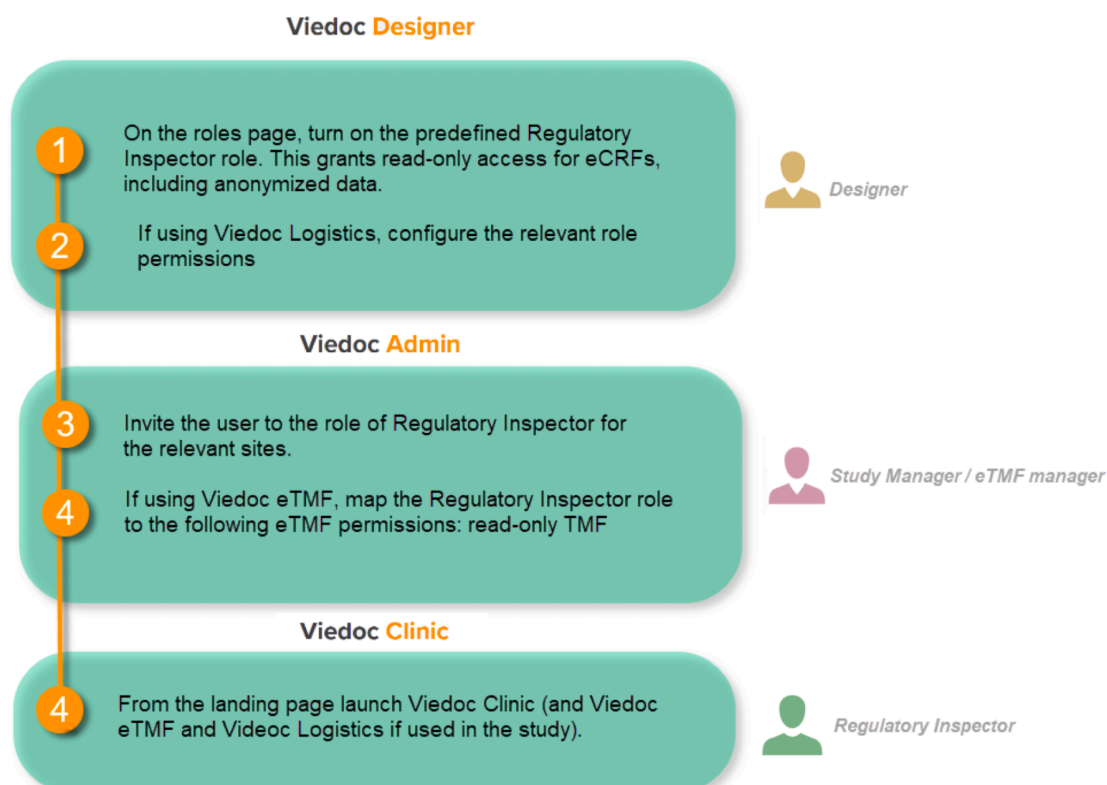 Viedoc Designer
1
On the roles page, turn on the predefined Regulatory
Inspector role. This grants read-only access for eCRFs,
including anonymized data.
2
If using Viedoc Logistics, configure the relevant role
permissions
Designer
Viedoc Admin
3
Invite the user to the role of Regulatory Inspector for
the relevant sites.
4
If using Viedoc eTMF, map the Regulatory Inspector role
to the following eTMF permissions: read-only TMF
Study Manager / eTMF manager
Viedoc Clinic
4
From the landing page launch Viedoc Clinic (and Viedoc
eTMF and Videoc Logistics if used in the study).
Regulatory Inspector